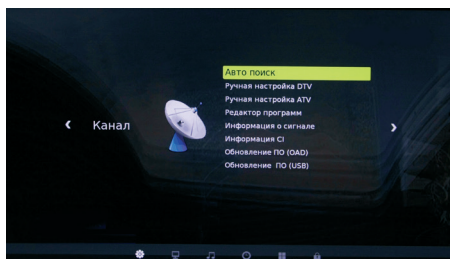 Канал
Авто поиск
Ручная настройка DTV
Ручная настройка ATV
Редактор программ
Информация о сигнале
Информация CI
Обновление ПО (OAD)
Обновление ПО (USB)